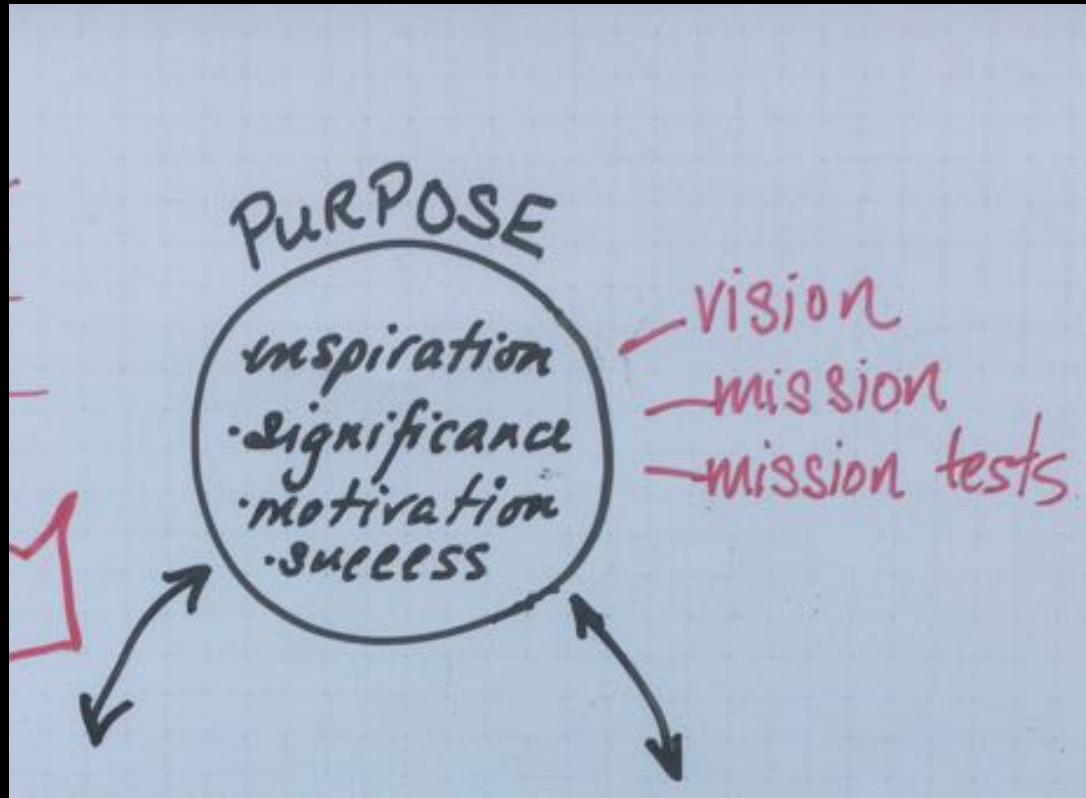 PURPOSE
inspiration
·significance
·motivation
·success
vision
mission
mission tests